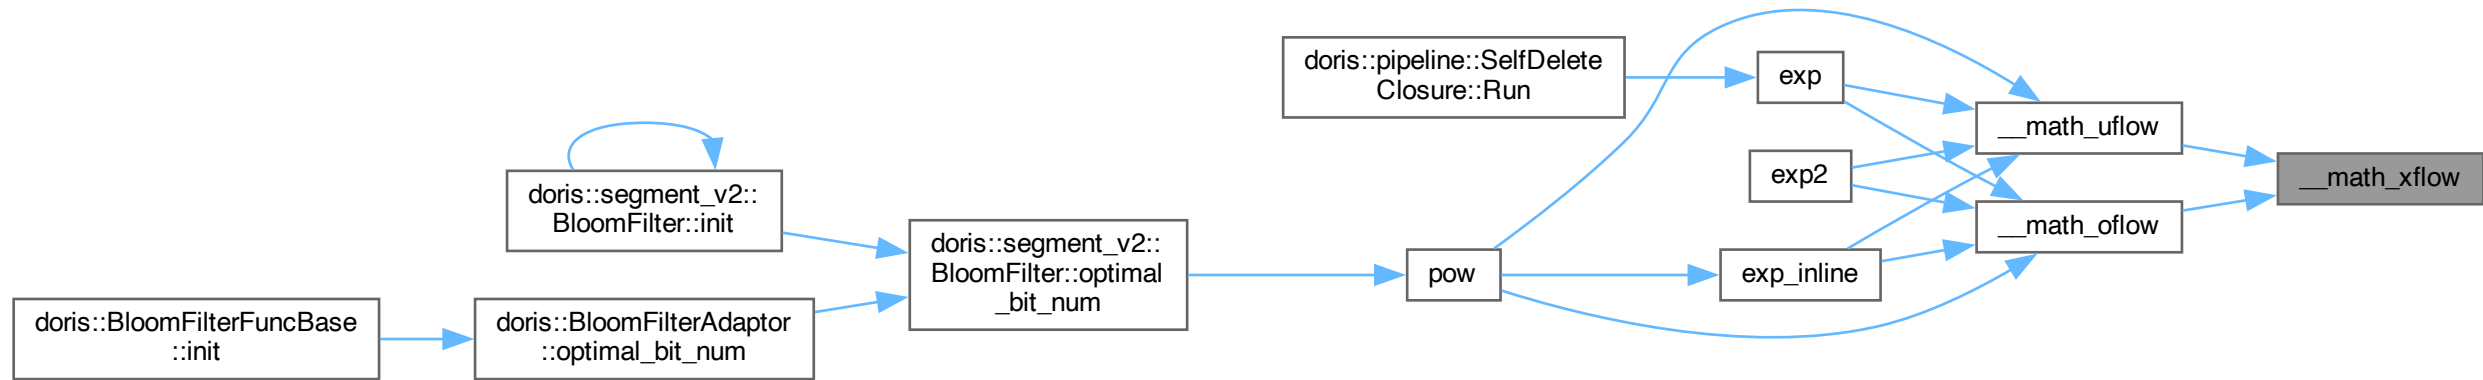 doris::pipeline::SelfDelete
Closure::Run
exp
__math_uflow
exp2
__math_xflow
doris::segment_v2::
BloomFilter::init
__math_oflow
doris::segment_v2::
BloomFilter::optimal
_bit_num
pow
exp_inline
doris::BloomFilterFuncBase
::init
doris::BloomFilterAdaptor
::optimal_bit_num